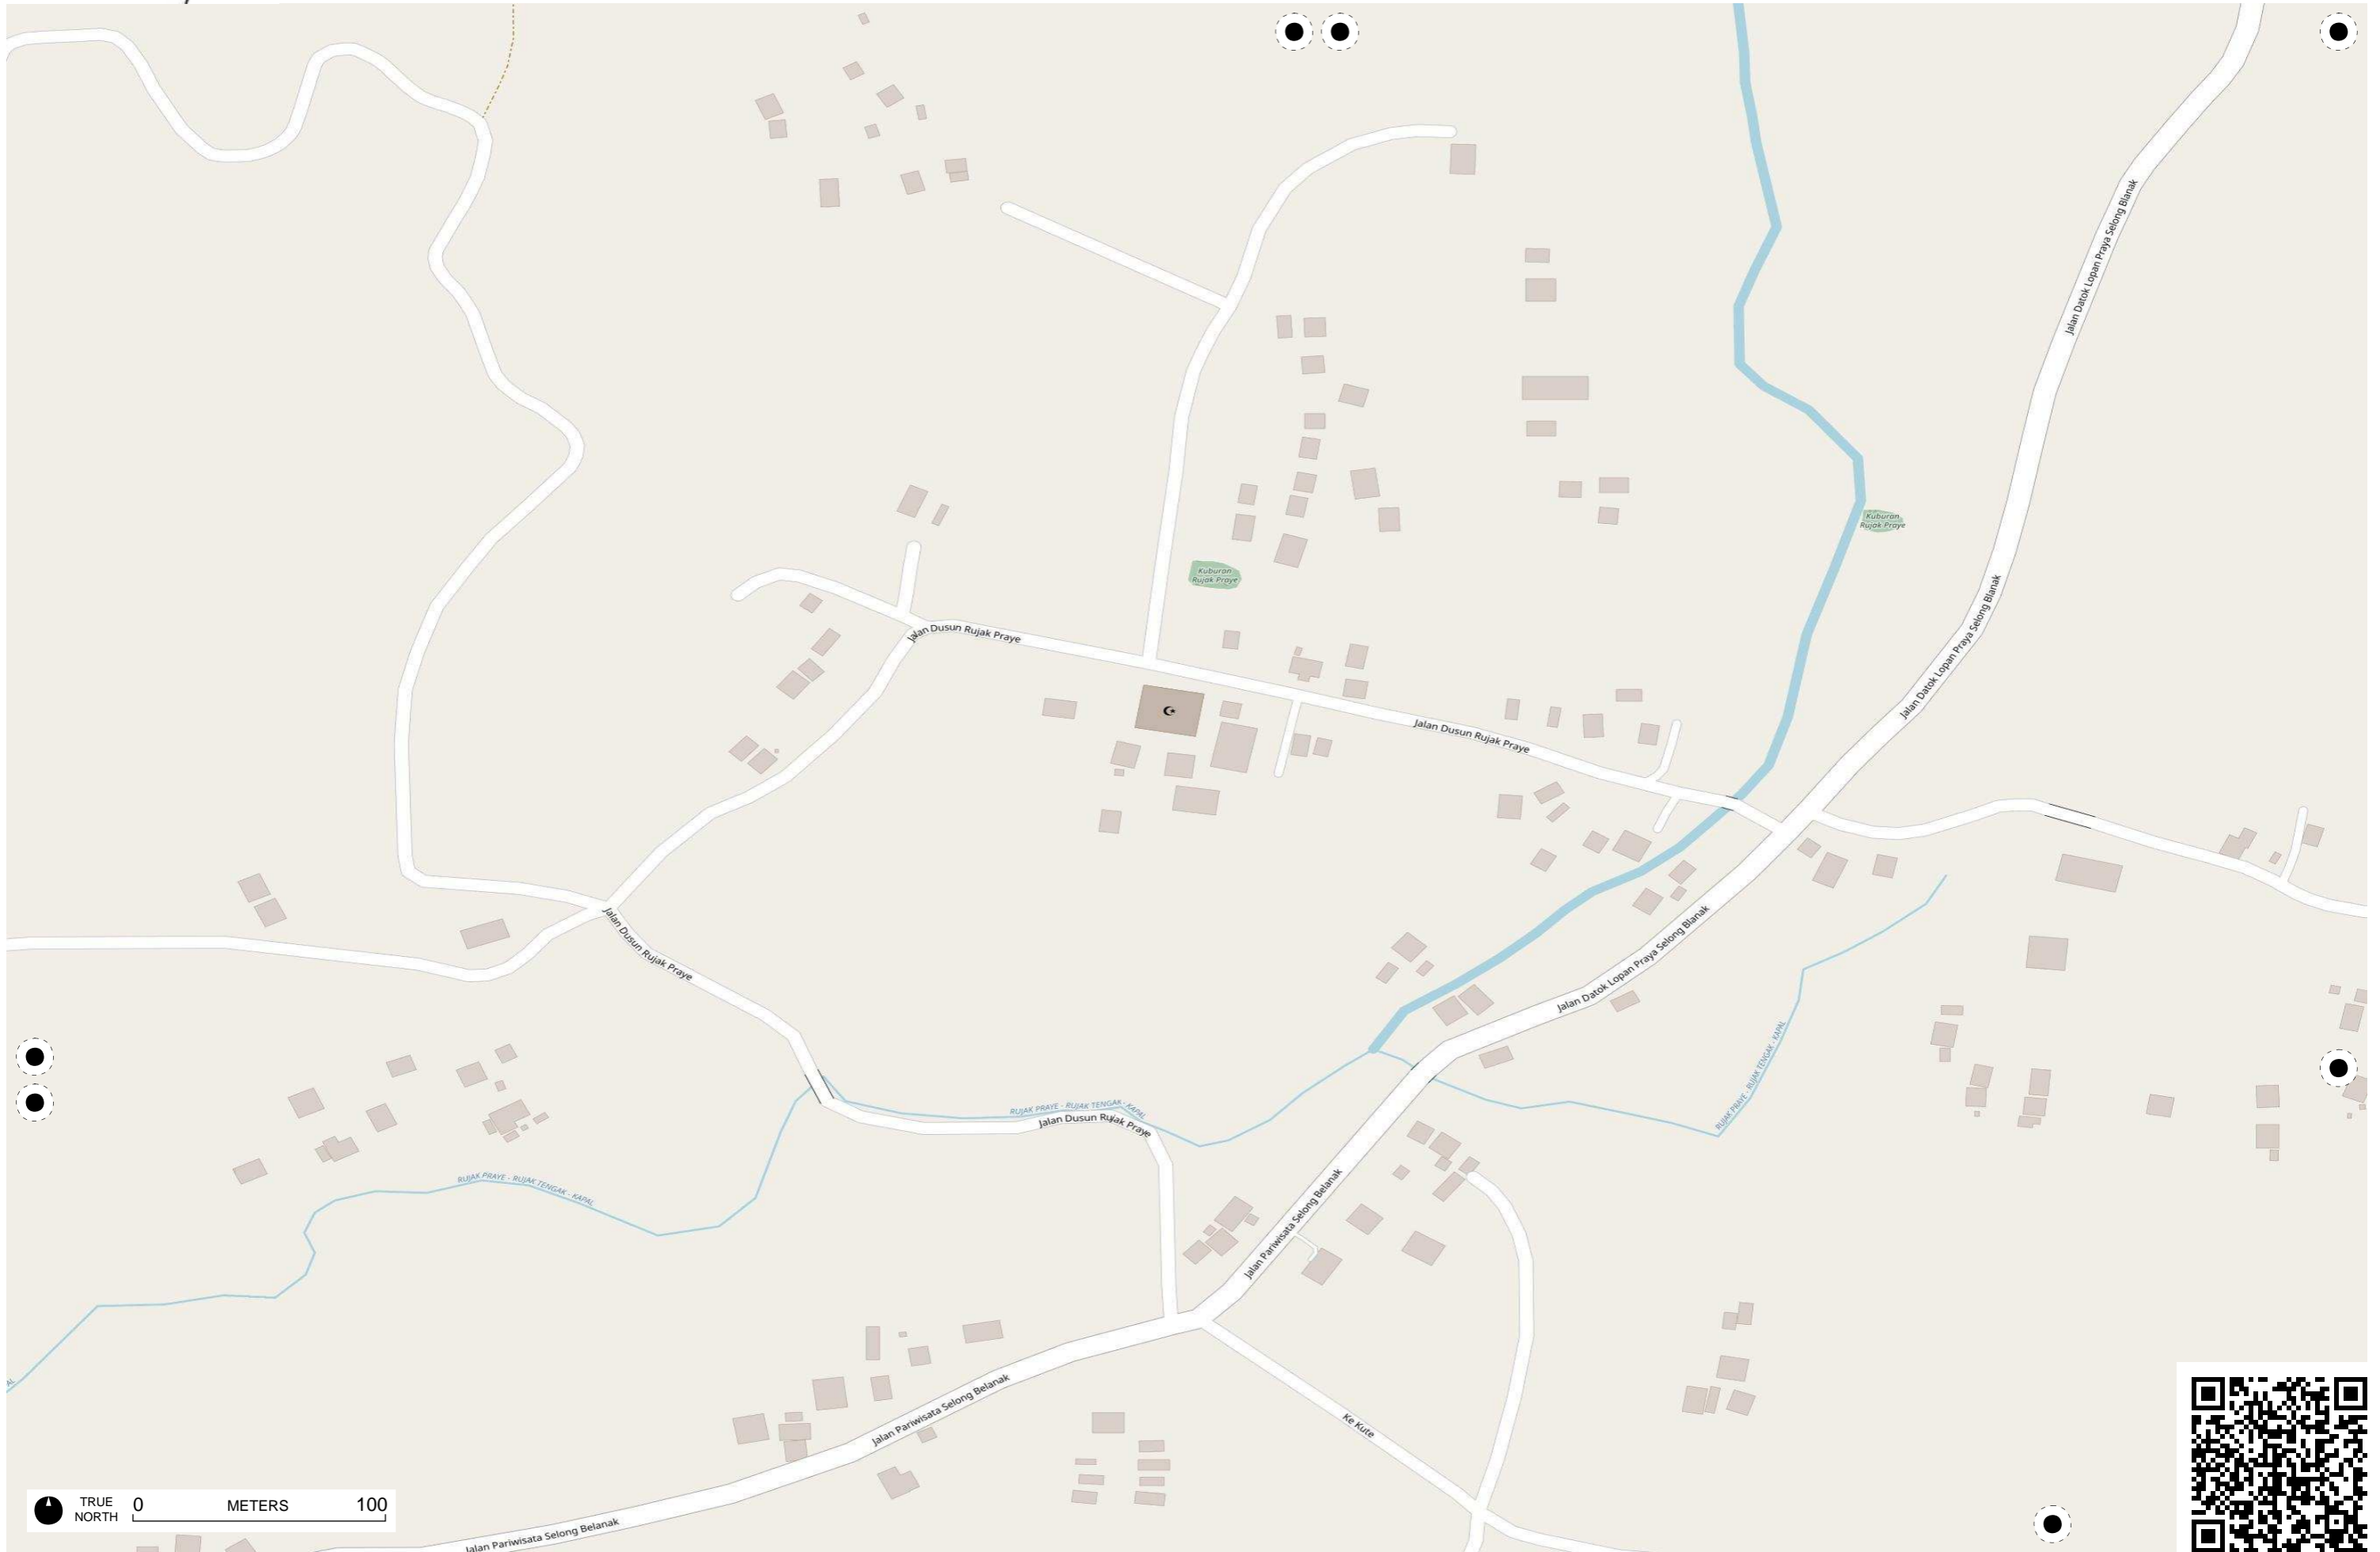 Jalan Datok Lopan Praya Selong Blanak
Kuburan
Rujak Praye
Kuburan
Rujak Praye
Jalan Datok Lopan Praya Selong Blanak
Jalan Dusun Rujak Praye
Jalan Dusun Rujak Praye
Jalan Dusun Rujak Praye
Jalan Datok Lopan Praya Selong Blanak
RUJAK PRAYE - RUJAK TENGAK - KAPAL
RUJAK PRAYE - RUJAK TENGAK - KAPAL
Jalan Dusun Rujak Praye
RUJAK PRAYE - RUJAK TENGAK - KAPAL
Jalan Pariwisata Selong Belanak
Jalan Pariwisata Selong Belanak
Ke Kute
Jalan Pariwisata Selong Belanak
TRUE
NORTH
0 METERS 100